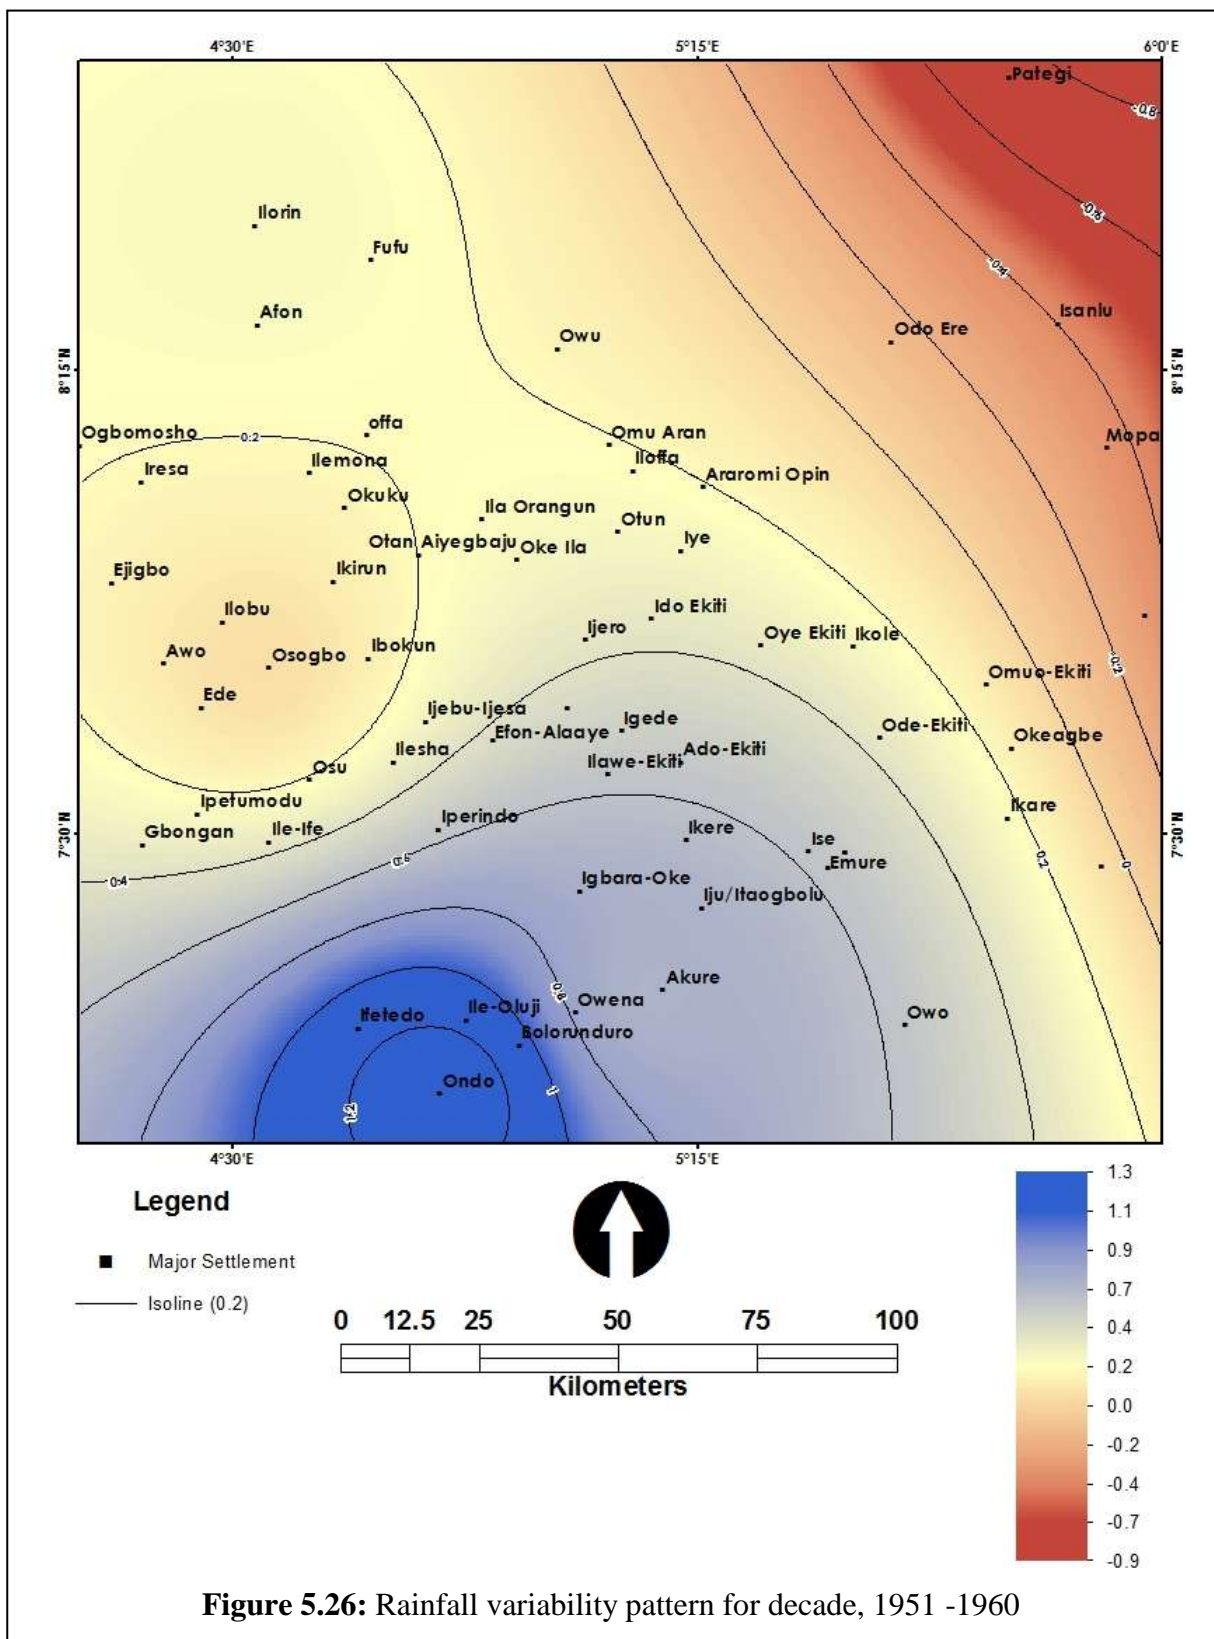 4°30'E 5°15'E 6°0'E
Pategi
-0.8
-0.6
Ilorin
Fufu
-0.4
Afon
Isanlu
Odo Ere
Owu
8°15'N 8°15'N
offa
Ogbomosho 0.2 Omu Aran Mopa
Ilemona Iloffa
Iresa Araromi Opin
Okuku
Ila Orangun
Otun
Otan Aiyegbaju Oke Ila Iye
Ejigbo Ikirun
Ilobu Ido Ekiti
Ijero Oye Ekiti Ikole
Awo Osogbo Ibokun
-0.2
Omuo-Ekiti
Ede
Ijebu-Ijesa Igede
Efon-Alaaye Ode-Ekiti Okeagbe
Ilesha Ado-Ekiti
Osu Ilawe-Ekiti
Ipetumodu Ikare
Gbongan Ile-Ife Iperindo Ikere
7°30'N 7°30'N
Ise
0.6 Emure 0.2 0
0.4 Igbara-Oke
Iju/Itaogbolu
Akure
0.8
Ifetedo Ile-Oluji Owena Owo
Bolorunduro
Ondo 1
1.2
4°30'E 5°15'E
Legend
Major Settlement
Isoline (0.2)
0 12.5 25 50 75 100
Kilometers
1.3
1.1
0.9
0.7
0.4
0.2
0.0
-0.2
-0.4
-0.7
-0.9
Figure 5.26: Rainfall variability pattern for decade, 1951 -1960